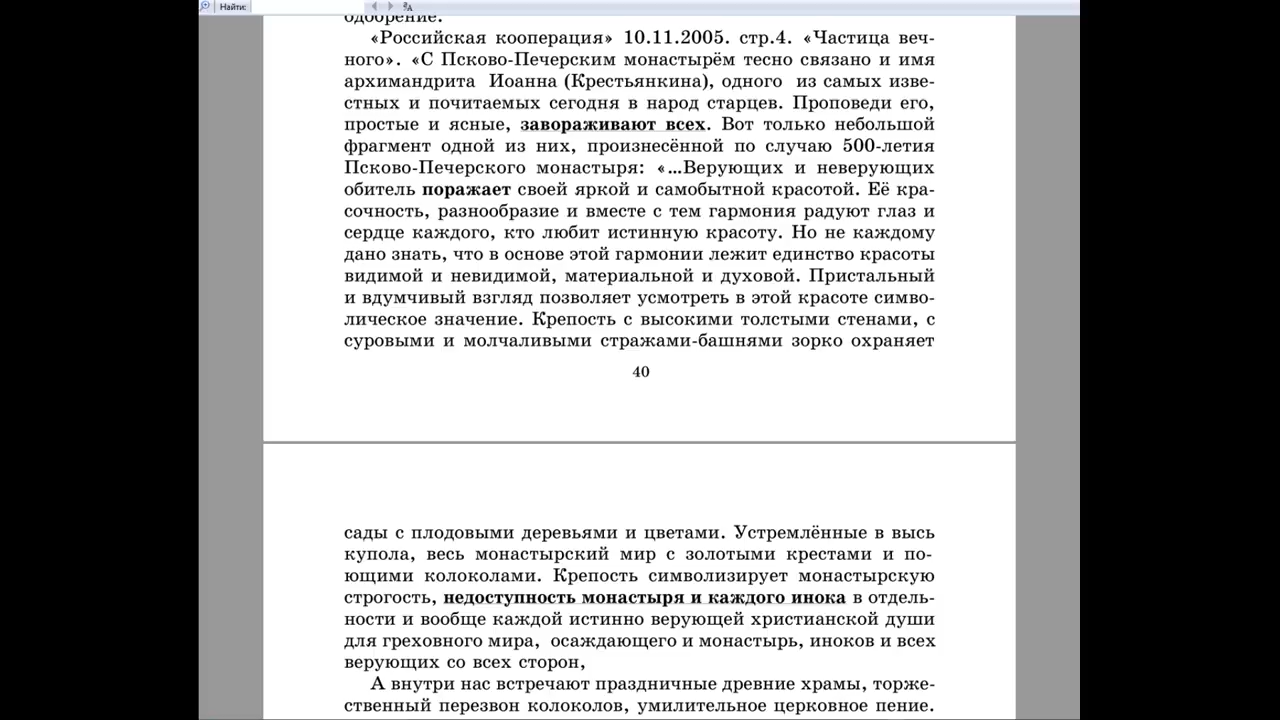 Найти:
одобрение.
«Российская кооперация» 10.11.2005. стр.4. «Частица веч-
ного». «С Псково-Печерским монастырём тесно связано и имя
архимандрита Иоанна (Крестьянкина), одного из самых изве-
стных и почитаемых сегодня в народ старцев. Проповеди его,
простые и ясные, завораживают всех. Вот только небольшой
фрагмент одной из них, произнесённой по случаю 500-летия
Псково-Печерского монастыря: «...Верующих и неверующих
обитель поражает своей яркой и самобытной красотой. Её кра-
сочность, разнообразие и вместе с тем гармония радуют глаз и
сердце каждого, кто любит истинную красоту. Но не каждому
дано знать, что в основе этой гармонии лежит единство красоты
видимой и невидимой, материальной и духовой. Пристальный
и вдумчивый взгляд позволяет усмотреть в этой красоте симво-
лическое значение. Крепость с высокими толстыми стенами, с
суровыми и молчаливыми стражами-башнями зорко охраняет
40
сады с плодовыми деревьями и цветами. Устремлённые в высь
купола, весь монастырский мир с золотыми крестами и по-
ющими колоколами. Крепость символизирует монастырскую
строгость, недоступность монастыря и каждого инока в отдель-
ности и вообще каждой истинно верующей христианской души
для греховного мира, осаждающего и монастырь, иноков и всех
верующих со всех сторон,
А внутри нас встречают праздничные древние храмы, торже-
ственный перезвон колоколов, умилительное церковное пение.